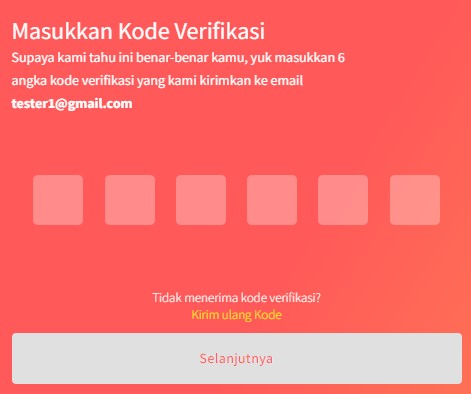 Masukkan Kode Verifikasi
Supaya kami tahu ini benar-benar kamu, yuk masukkan 6
angka kode verifikasi yang kami kirimkan ke email
tester1@gmail.com
Tidak menerima kode verifikasi?
Kirim ulang Kode
Selanjutnya